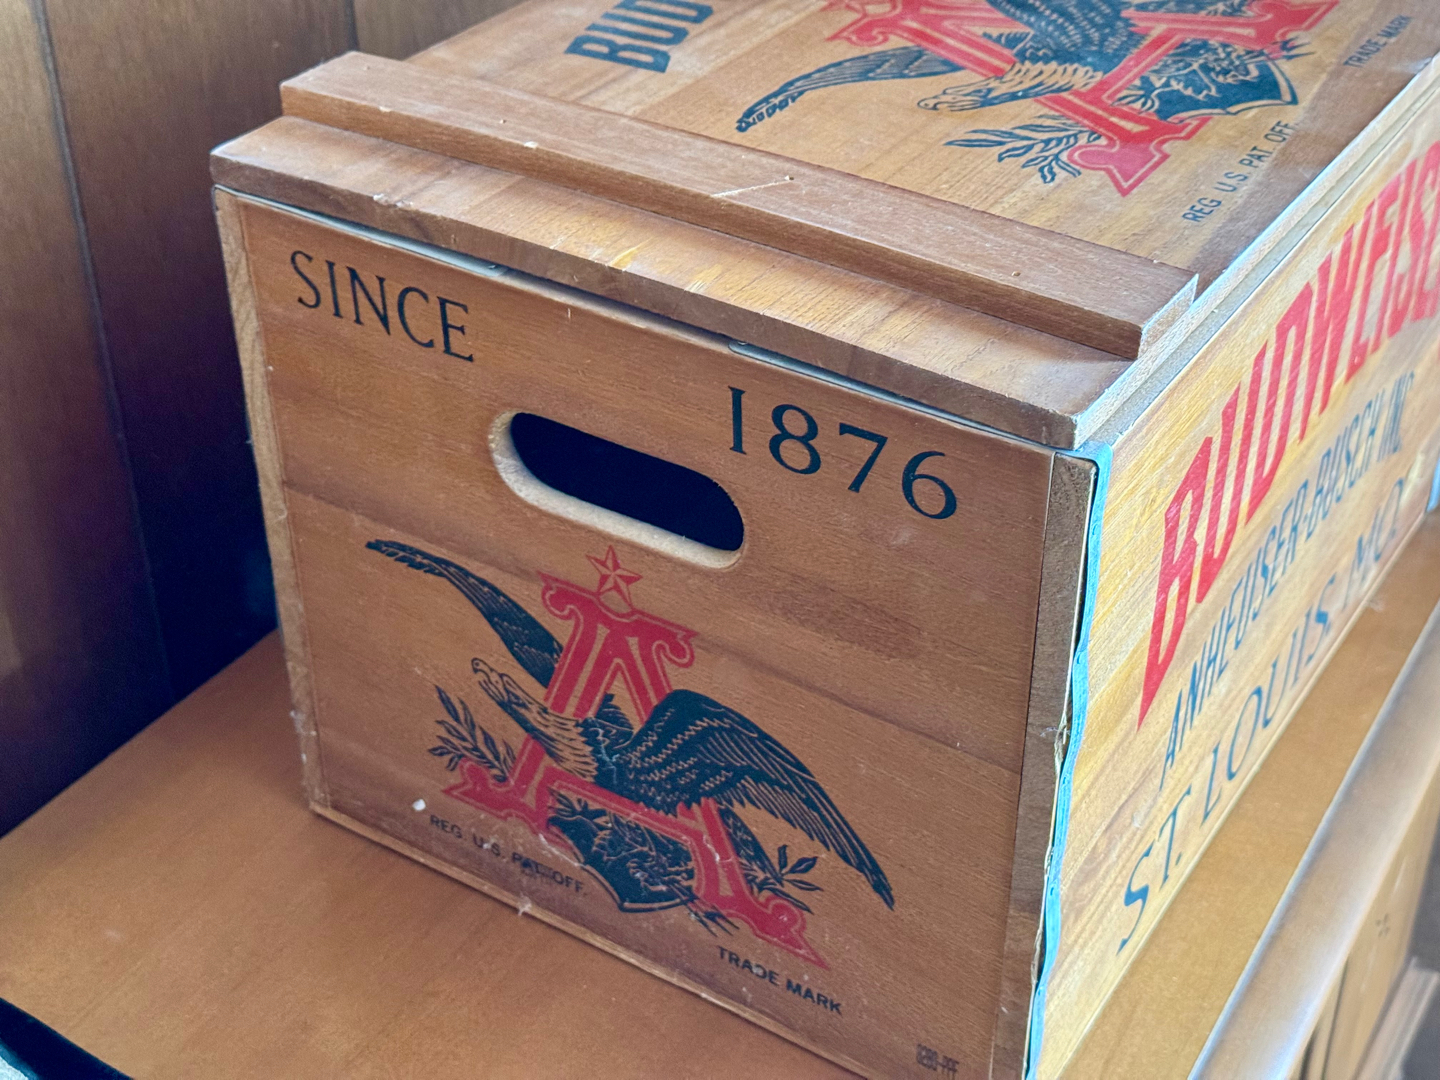 BUD
TRADE MARK
REG. U.S. PAT. OFF.
SINCE
1876
REG. U.S. PAT. OFF.
TRADE MARK
BUDWEISE
ANHEUSER-BUSCH INC
ST. LOUIS MO.